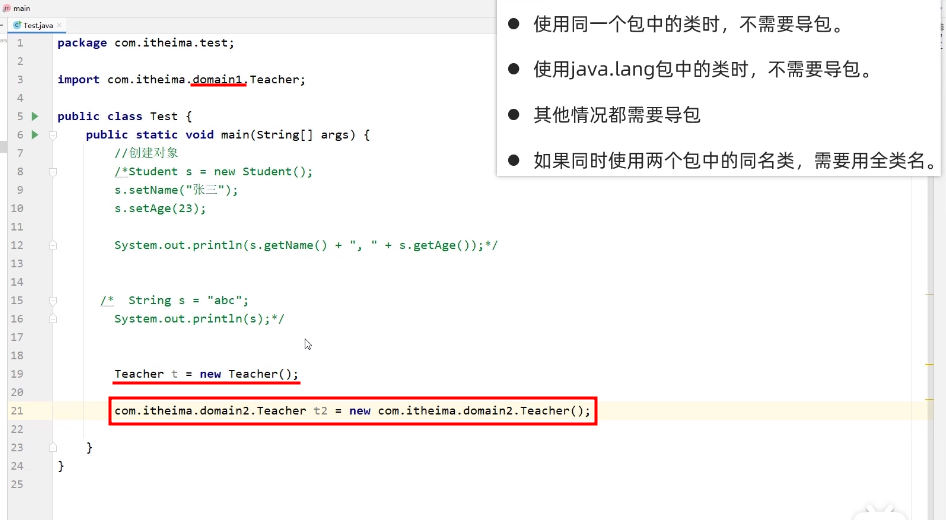 main
Test.java
1 package com.itheima.test;
2
3 import com.itheima.domain1.Teacher;
4
5 public class Test {
6 public static void main(String[] args) {
7 //创建对象
8 /*Student s = new Student();
9 s.setName("张三");
10 s.setAge(23);
11
12 System.out.println(s.getName() + ", " + s.getAge());*/
13
14
15 /* String s = "abc";
16 System.out.println(s);*/
17
18
19 Teacher t = new Teacher();
20
21 com.itheima.domain2.Teacher t2 = new com.itheima.domain2.Teacher();
22
23 }
24 }
25
● 使用同一个包中的类时，不需要导包。
● 使用java.lang包中的类时，不需要导包。
● 其他情况都需要导包
● 如果同时使用两个包中的同名类，需要用全类名。